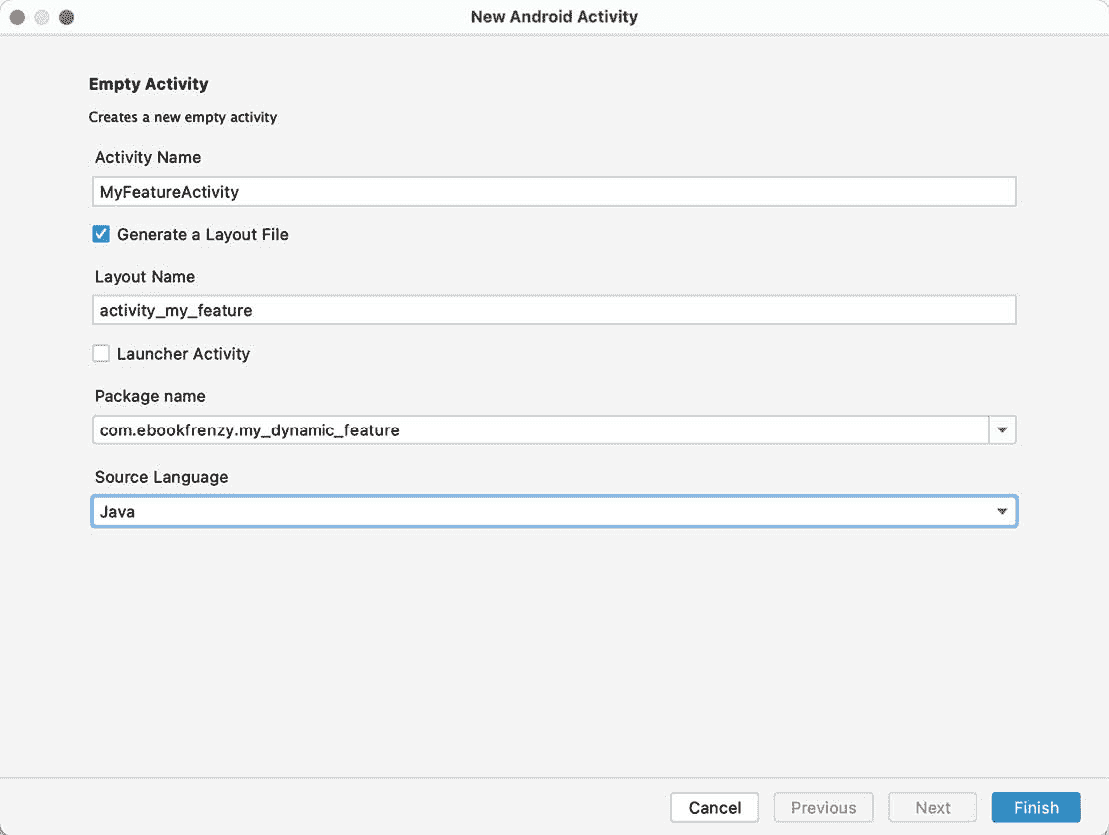 New Android Activity
Empty Activity
Creates a new empty activity
Activity Name
MyFeatureActivity
Generate a Layout File
Layout Name
activity_my_feature
Launcher Activity
Package name
com.ebookfrenzy.my_dynamic_feature
Source Language
Java
Cancel Previous Next Finish